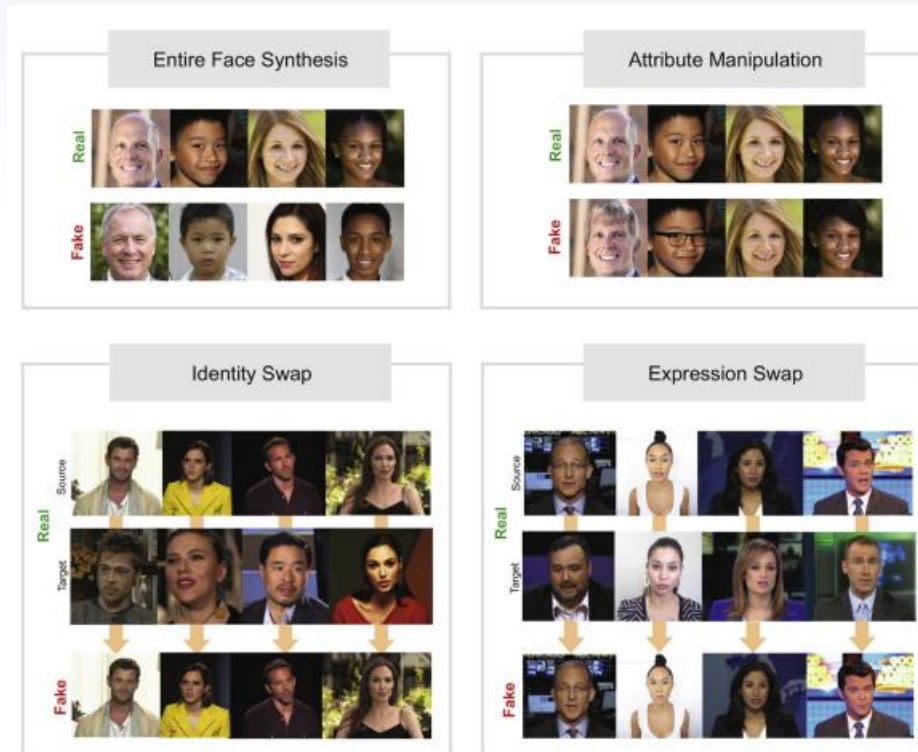 Entire Face Synthesis
Real
Fake
Attribute Manipulation
Real
Fake
Identity Swap
Real
Source
Target
Fake
Expression Swap
Real
Source
Target
Fake